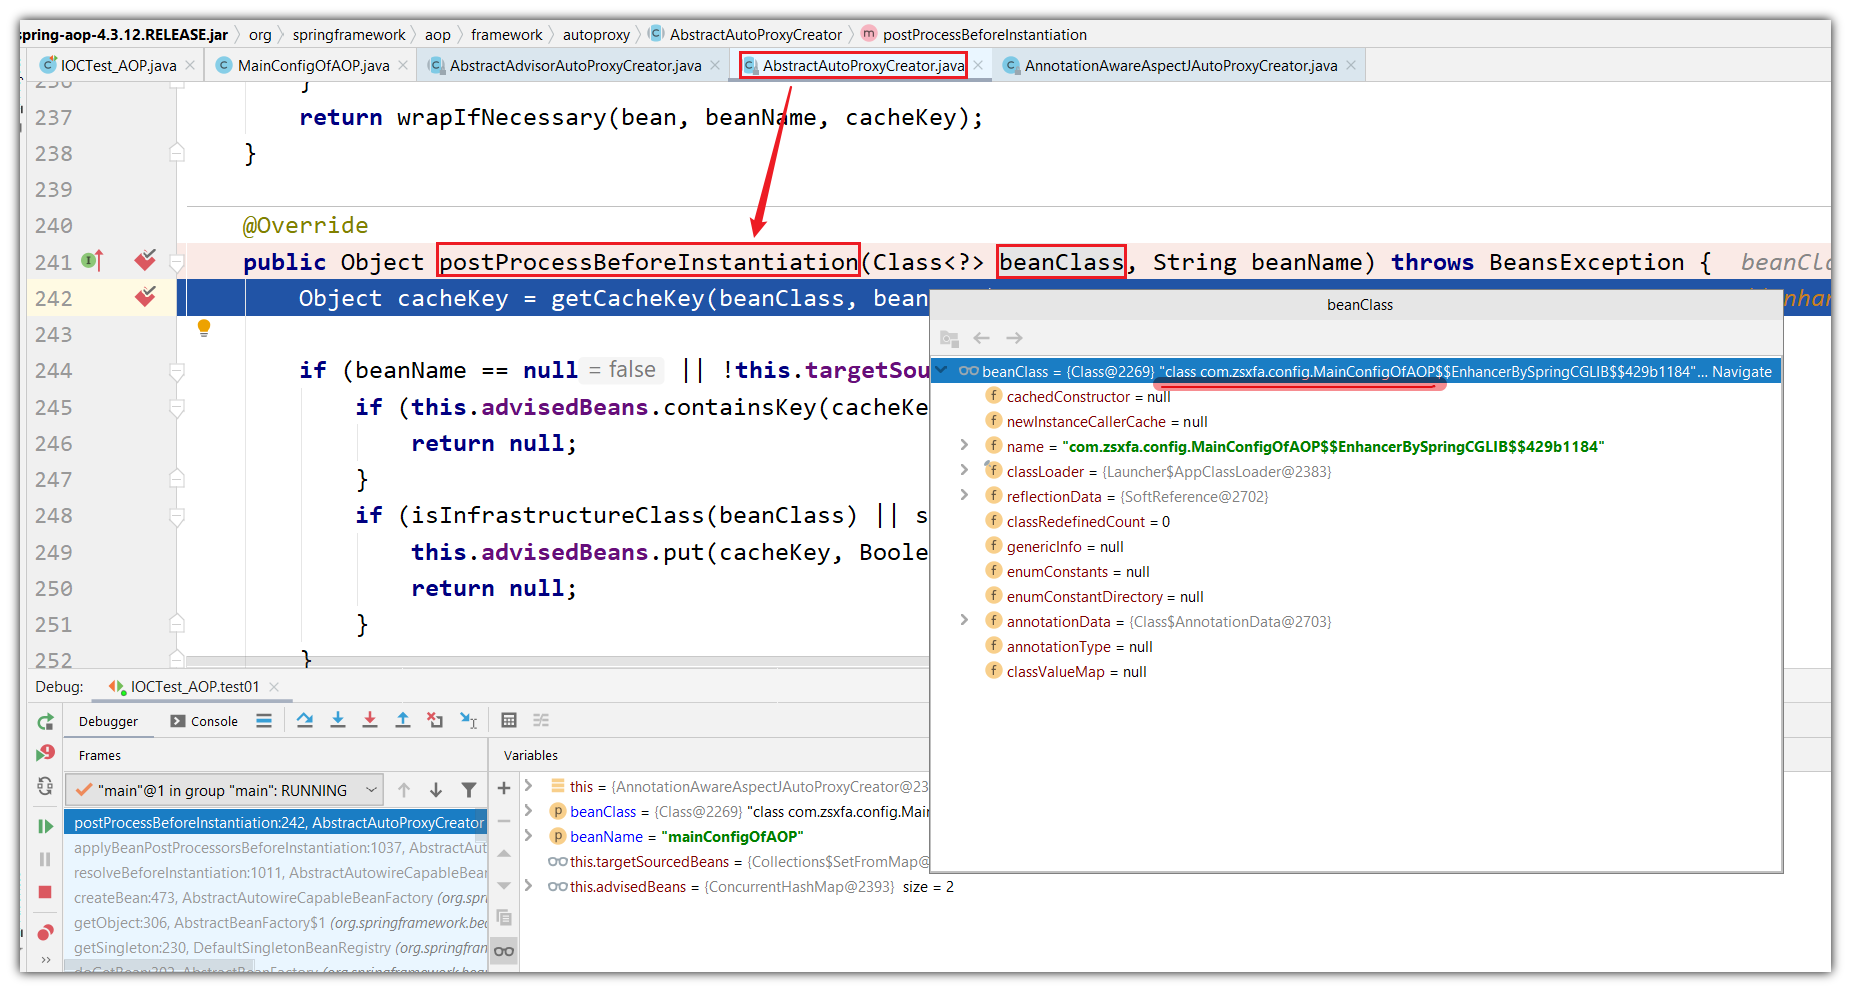 spring-aop-4.3.12.RELEASE.jar org springframework aop framework autoproxy AbstractAutoProxyCreator postProcessBeforeInstantiation
IOCTest_AOP.java MainConfigOfAOP.java AbstractAdvisorAutoProxyCreator.java AbstractAutoProxyCreator.java AnnotationAwareAspectJAutoProxyCreator.java
236 }
237 return wrapIfNecessary(bean, beanName, cacheKey);
238 }
239
240 @Override
241 public Object postProcessBeforeInstantiation(Class<?> beanClass, String beanName) throws BeansException { beanCla
242 Object cacheKey = getCacheKey(beanClass, bean
243
244 if (beanName == null = false || !this.targetSou
245 if (this.advisedBeans.containsKey(cacheKe
246 return null;
247 }
248 if (isInfrastructureClass(beanClass) || s
249 this.advisedBeans.put(cacheKey, Boole
250 return null;
251 }
252 }
beanClass
beanClass = {Class@2269} "class com.zsxfa.config.MainConfigOfAOP$$EnhancerBySpringCGLIB$$429b1184"... Navigate
cachedConstructor = null
newInstanceCallerCache = null
name = "com.zsxfa.config.MainConfigOfAOP$$EnhancerBySpringCGLIB$$429b1184"
classLoader = {Launcher$AppClassLoader@2383}
reflectionData = {SoftReference@2702}
classRedefinedCount = 0
genericInfo = null
enumConstants = null
enumConstantDirectory = null
annotationData = {Class$AnnotationData@2703}
annotationType = null
classValueMap = null
Debug: IOCTest_AOP.test01
Debugger Console
Frames
"main"@1 in group "main": RUNNING
postProcessBeforeInstantiation:242, AbstractAutoProxyCreator
applyBeanPostProcessorsBeforeInstantiation:1037, AbstractAut
resolveBeforeInstantiation:1011, AbstractAutowireCapableBean
createBean:473, AbstractAutowireCapableBeanFactory (org.spri
getObject:306, AbstractBeanFactory$1 (org.springframework.bea
getSingleton:230, DefaultSingletonBeanRegistry (org.springfran
Variables
this = {AnnotationAwareAspectJAutoProxyCreator@23
beanClass = {Class@2269} "class com.zsxfa.config.Mai
beanName = "mainConfigOfAOP"
this.targetSourcedBeans = {Collections$SetFromMap@
this.advisedBeans = {ConcurrentHashMap@2393} size = 2